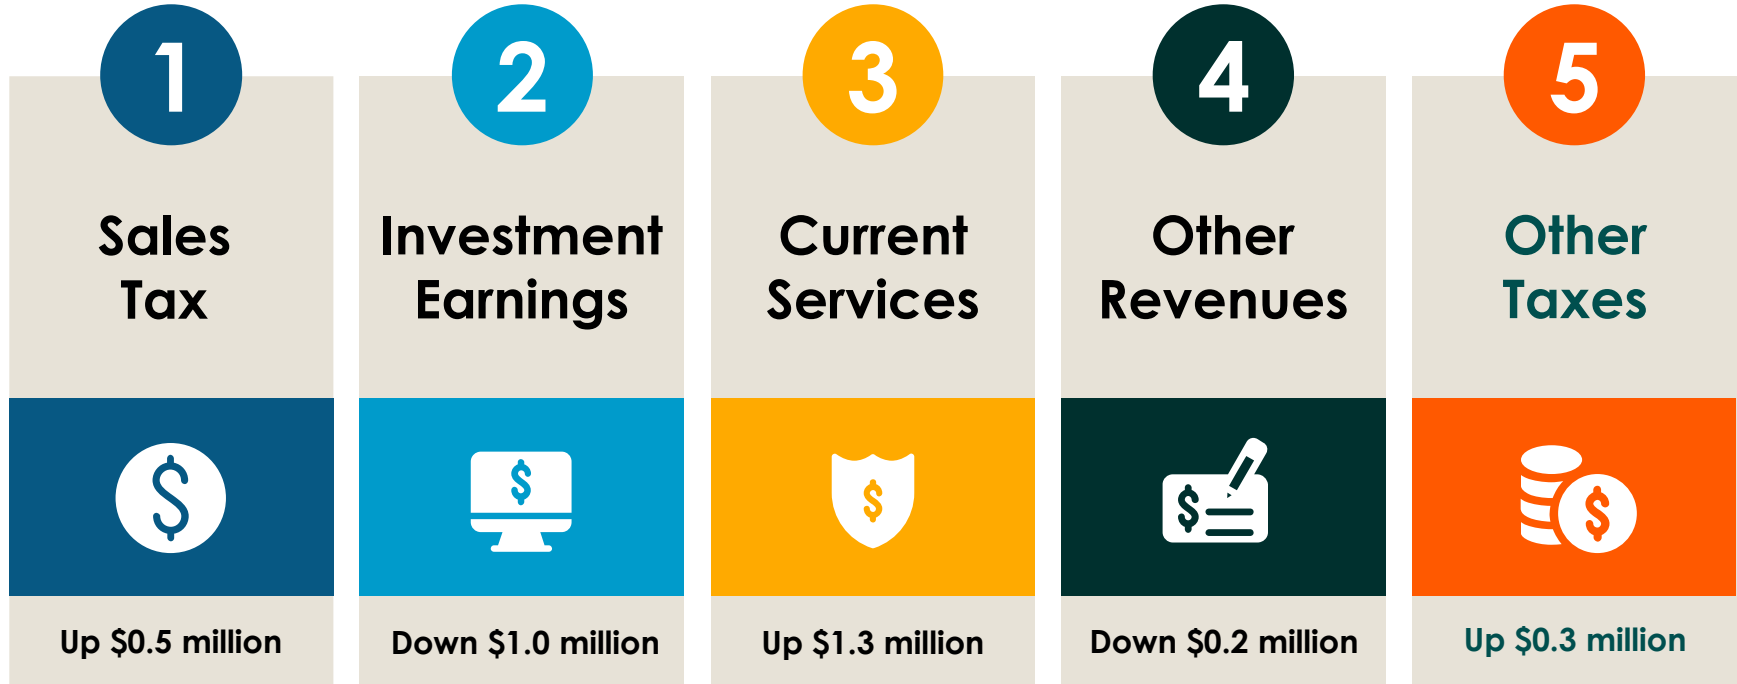 1
Sales
Tax
$
Up $0.5 million
2
Investment
Earnings
$
Down $1.0 million
3
Current
Services
$
Up $1.3 million
4
Other
Revenues
$
Down $0.2 million
5
Other
Taxes
$
Up $0.3 million